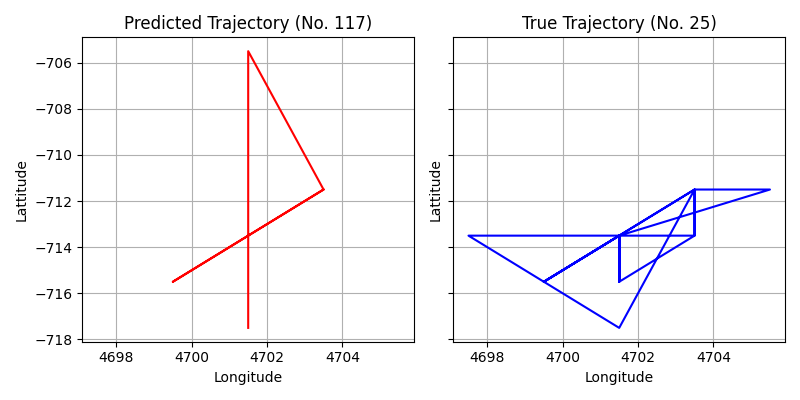 Predicted Trajectory (No. 117)
True Trajectory (No. 25)
−706
−708
−710
−712
−714
−716
−718
Lattitude
Lattitude
4698 4700 4702 4704
4698 4700 4702 4704
Longitude
Longitude